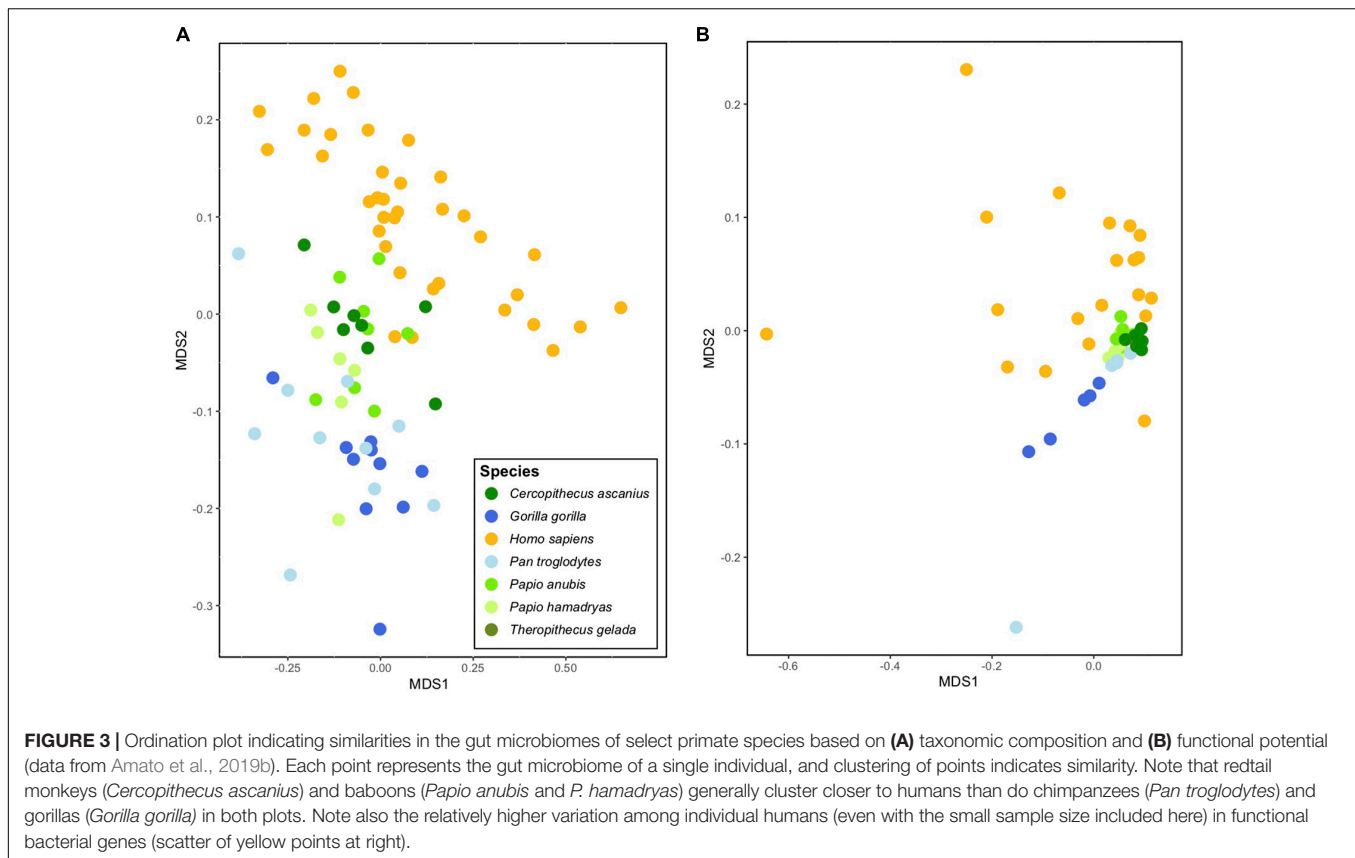 A
B
0.2
0.1
0.0
-0.1
-0.2
-0.3
MDS2
-0.25
0.00
0.25
0.50
MDS1
Species
Cercopithecus ascanius
Gorilla gorilla
Homo sapiens
Pan troglodytes
Papio anubis
Papio hamadryas
Theropithecus gelada
0.2
0.1
0.0
-0.1
-0.2
MDS2
-0.6
-0.4
-0.2
0.0
MDS1
FIGURE 3 | Ordination plot indicating similarities in the gut microbiomes of select primate species based on (A) taxonomic composition and (B) functional potential
(data from Amato et al., 2019b). Each point represents the gut microbiome of a single individual, and clustering of points indicates similarity. Note that redtail
monkeys (Cercopithecus ascanius) and baboons (Papio anubis and P. hamadryas) generally cluster closer to humans than do chimpanzees (Pan troglodytes) and
gorillas (Gorilla gorilla) in both plots. Note also the relatively higher variation among individual humans (even with the small sample size included here) in functional
bacterial genes (scatter of yellow points at right).